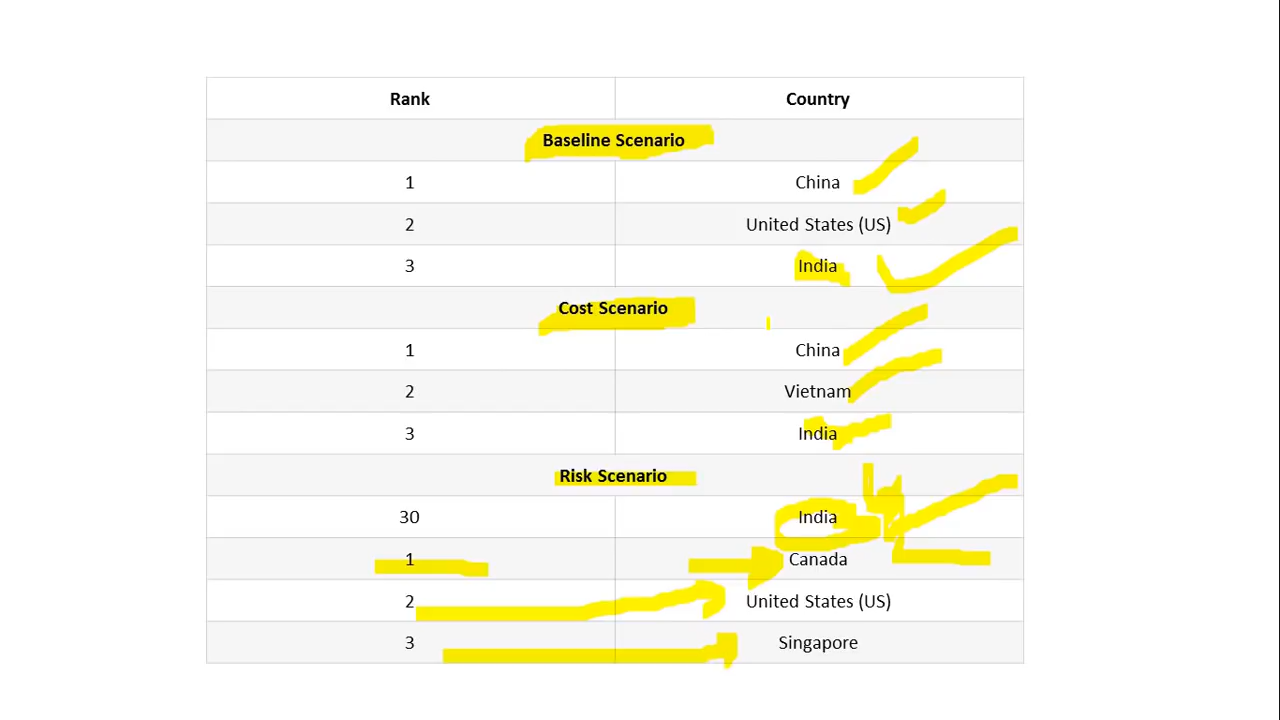 Rank Country
Baseline Scenario
1 China
2 United States (US)
3 India
Cost Scenario
1 China
2 Vietnam
3 India
Risk Scenario
30 India
1 Canada
2 United States (US)
3 Singapore